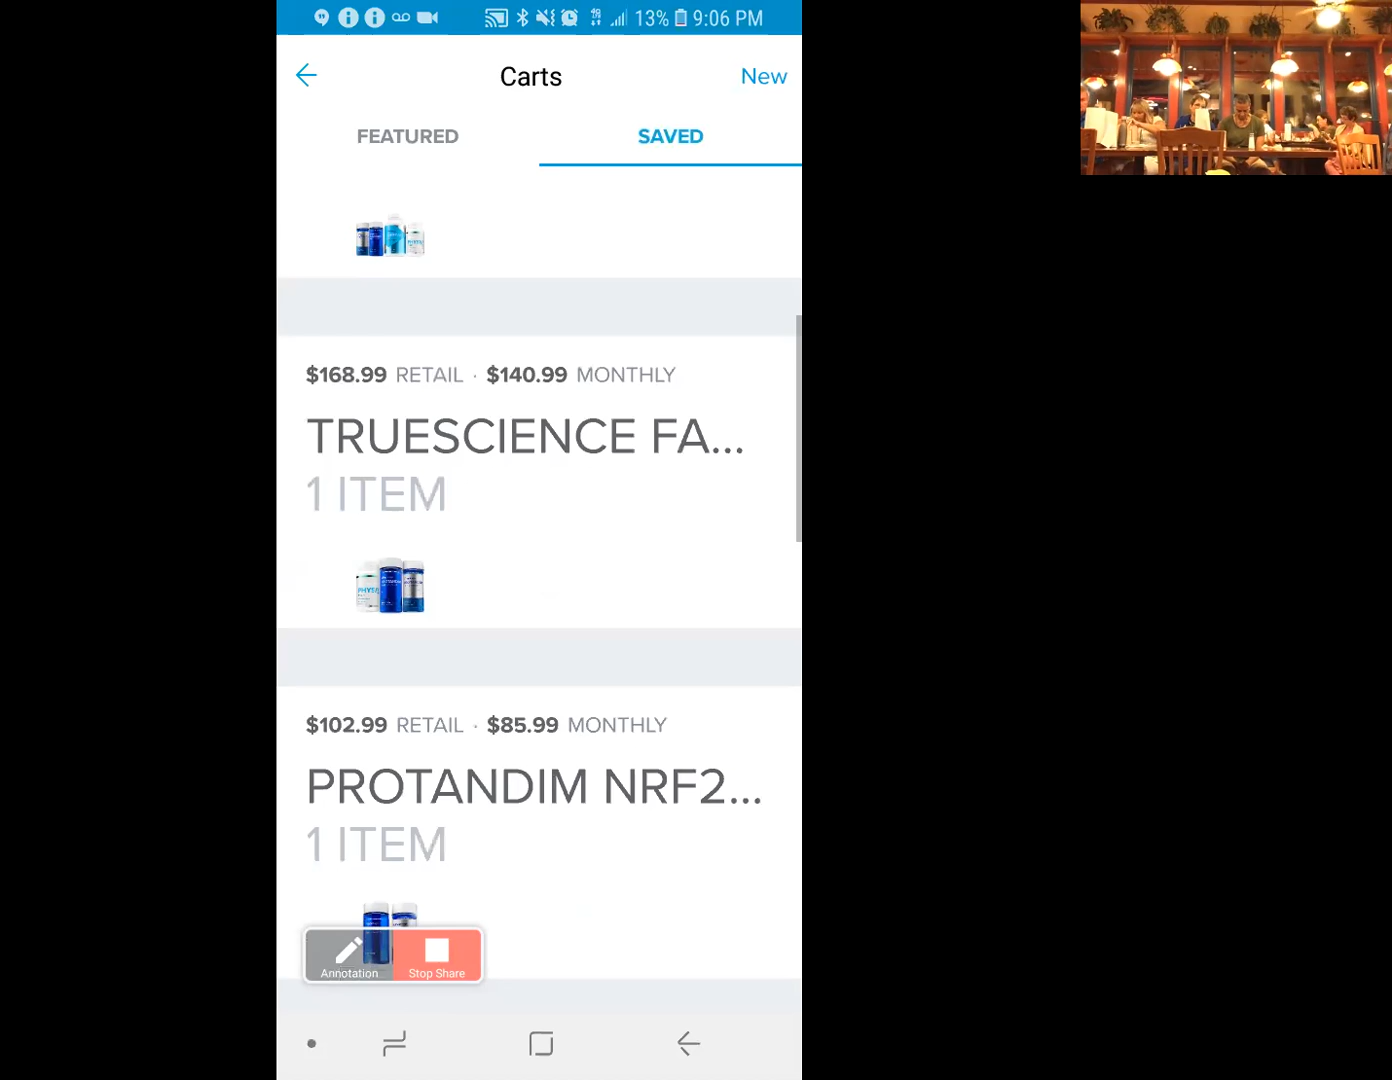 13% 9:06 PM
Carts
New
FEATURED
SAVED
$168.99 RETAIL · $140.99 MONTHLY
TRUESCIENCE FA...
1 ITEM
$102.99 RETAIL · $85.99 MONTHLY
PROTANDIM NRF2...
1 ITEM
Annotation
Stop Share